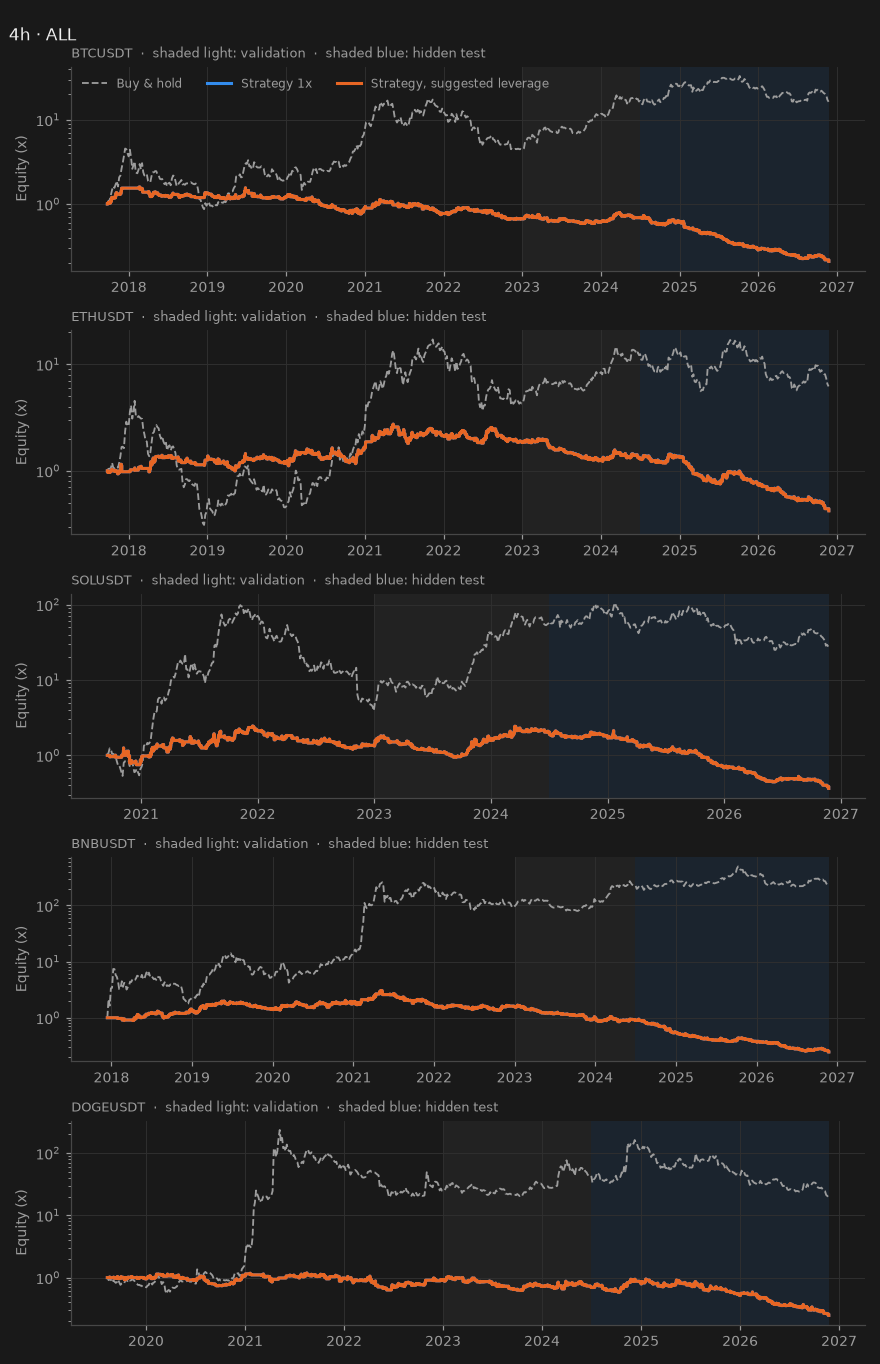 4h · ALL
BTCUSDT · shaded light: validation · shaded blue: hidden test
Buy & hold Strategy 1x Strategy, suggested leverage
Equity (x)
10¹
10⁰
2018 2019 2020 2021 2022 2023 2024 2025 2026 2027
ETHUSDT · shaded light: validation · shaded blue: hidden test
Equity (x)
10¹
10⁰
2018 2019 2020 2021 2022 2023 2024 2025 2026 2027
SOLUSDT · shaded light: validation · shaded blue: hidden test
Equity (x)
10²
10¹
10⁰
2021 2022 2023 2024 2025 2026 2027
BNBUSDT · shaded light: validation · shaded blue: hidden test
Equity (x)
10²
10¹
10⁰
2018 2019 2020 2021 2022 2023 2024 2025 2026 2027
DOGEUSDT · shaded light: validation · shaded blue: hidden test
Equity (x)
10²
10¹
10⁰
2020 2021 2022 2023 2024 2025 2026 2027